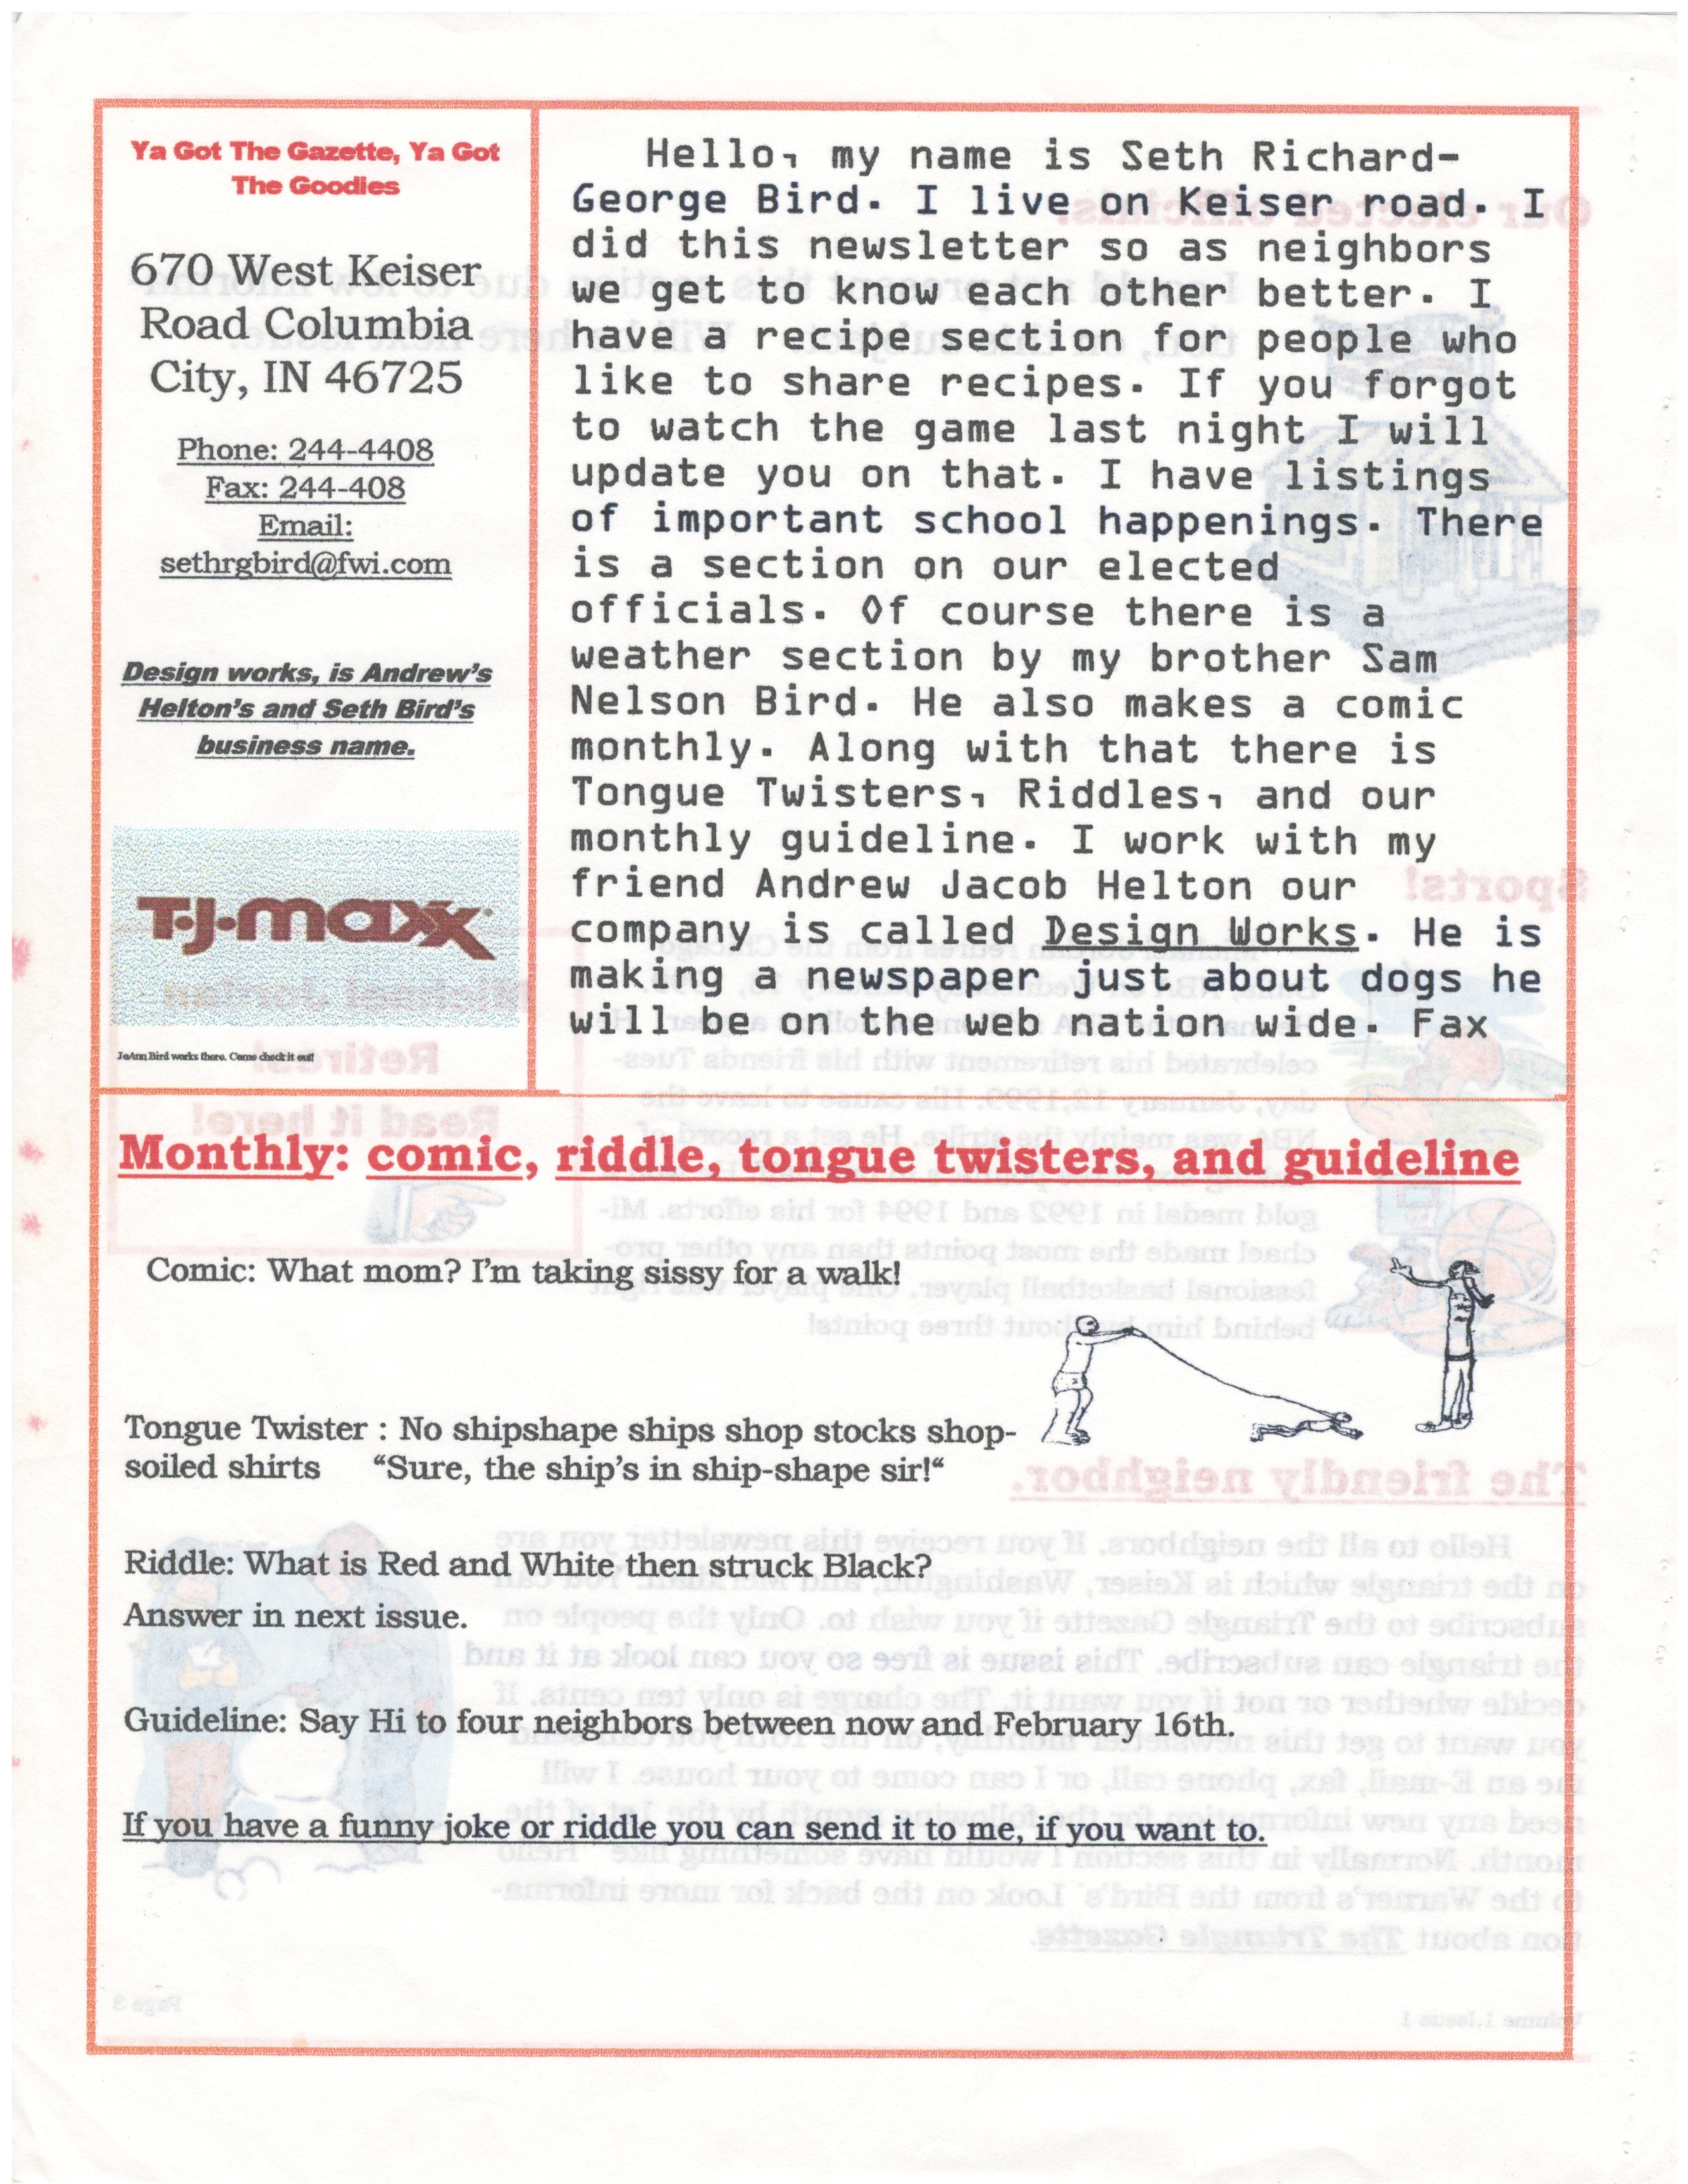 Ya Got The Gazette, Ya Got
The Goodies
670 West Keiser
Road Columbia
City, IN 46725
Phone: 244-4408
Fax: 244-408
Email:
sethrgbird@fwi.com
Design works, is Andrew's
Helton's and Seth Bird's
business name.
T·J·maxx
JoAnn Bird works there. Come check it out!
Hello, my name is Seth Richard-
George Bird. I live on Keiser road. I
did this newsletter so as neighbors
we get to know each other better. I
have a recipe section for people who
like to share recipes. If you forgot
to watch the game last night I will
update you on that. I have listings
of important school happenings. There
is a section on our elected
officials. Of course there is a
weather section by my brother Sam
Nelson Bird. He also makes a comic
monthly. Along with that there is
Tongue Twisters, Riddles, and our
monthly guideline. I work with my
friend Andrew Jacob Helton our
company is called Design Works. He is
making a newspaper just about dogs he
will be on the web nation wide. Fax
Monthly: comic, riddle, tongue twisters, and guideline
Comic: What mom? I'm taking sissy for a walk!
Tongue Twister : No shipshape ships shop stocks shop-
soiled shirts “Sure, the ship's in ship-shape sir!“
Riddle: What is Red and White then struck Black?
Answer in next issue.
Guideline: Say Hi to four neighbors between now and February 16th.
If you have a funny joke or riddle you can send it to me, if you want to.